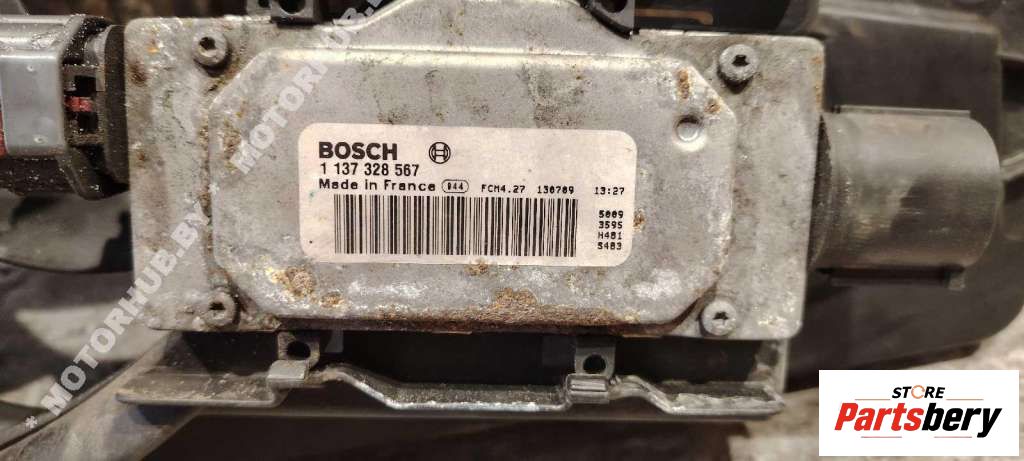 * MOTORHUB.BY *
* MOTORHUB.BY
BOSCH
1 137 328 567
Made in France 044 FCM4.27 130709 13:27
5009
3595
H481
S483
STORE
Partsbery